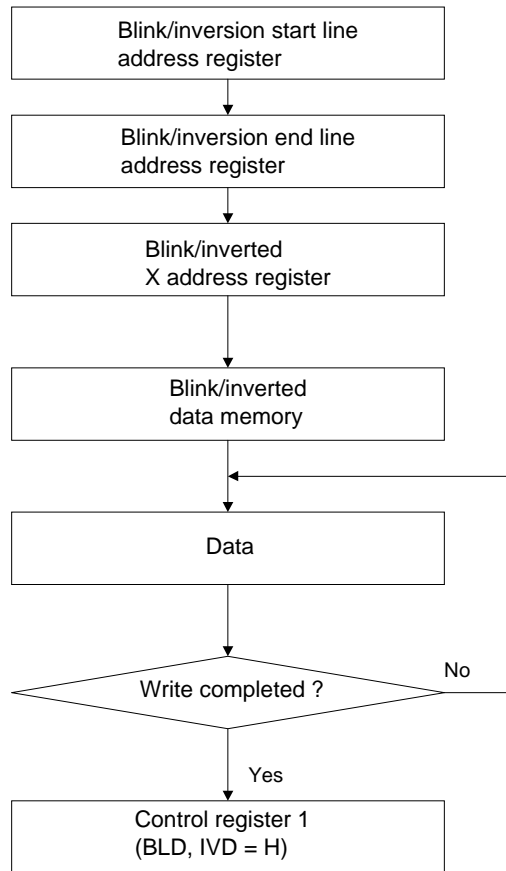 Blink/inversion start line
address register
Blink/inversion end line
address register
Blink/inverted
X address register
Blink/inverted
data memory
Data
Write completed ?
No
Yes
Control register 1
(BLD, IVD = H)